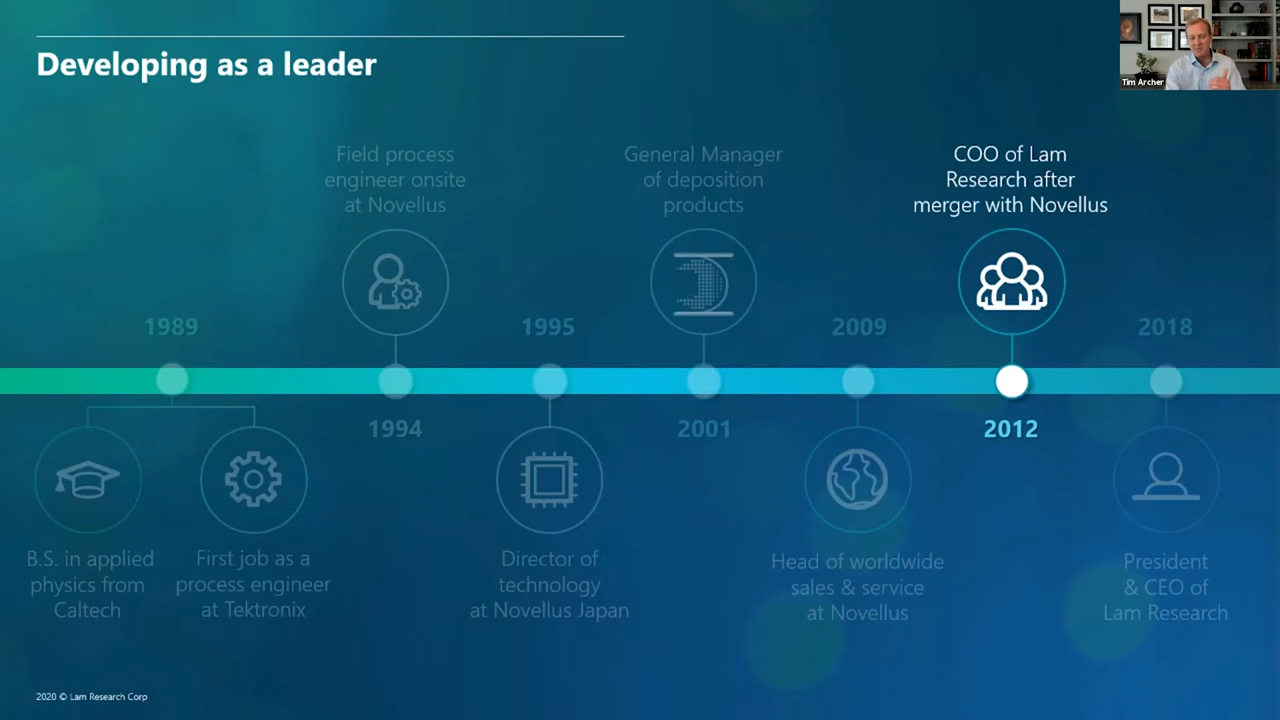 Developing as a leader
Tim Archer
Field process
engineer onsite
at Novellus
General Manager
of deposition
products
COO of Lam
Research after
merger with Novellus
1989
1995
2009
2018
1994
2001
2012
B.S. in applied
physics from
Caltech
First job as a
process engineer
at Tektronix
Director of
technology
at Novellus Japan
Head of worldwide
sales & service
at Novellus
President
& CEO of
Lam Research
2020 © Lam Research Corp